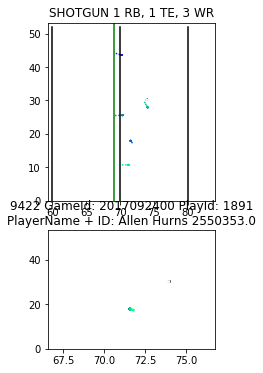 SHOTGUN 1 RB, 1 TE, 3 WR
50
40
30
20
10
0
60 65 70 75 80 85
9422 GameId: 2017092400 PlayId: 1891
PlayerName + ID: Allen Hurns 2550353.0
40
20
0
67.5 70.0 72.5 75.0